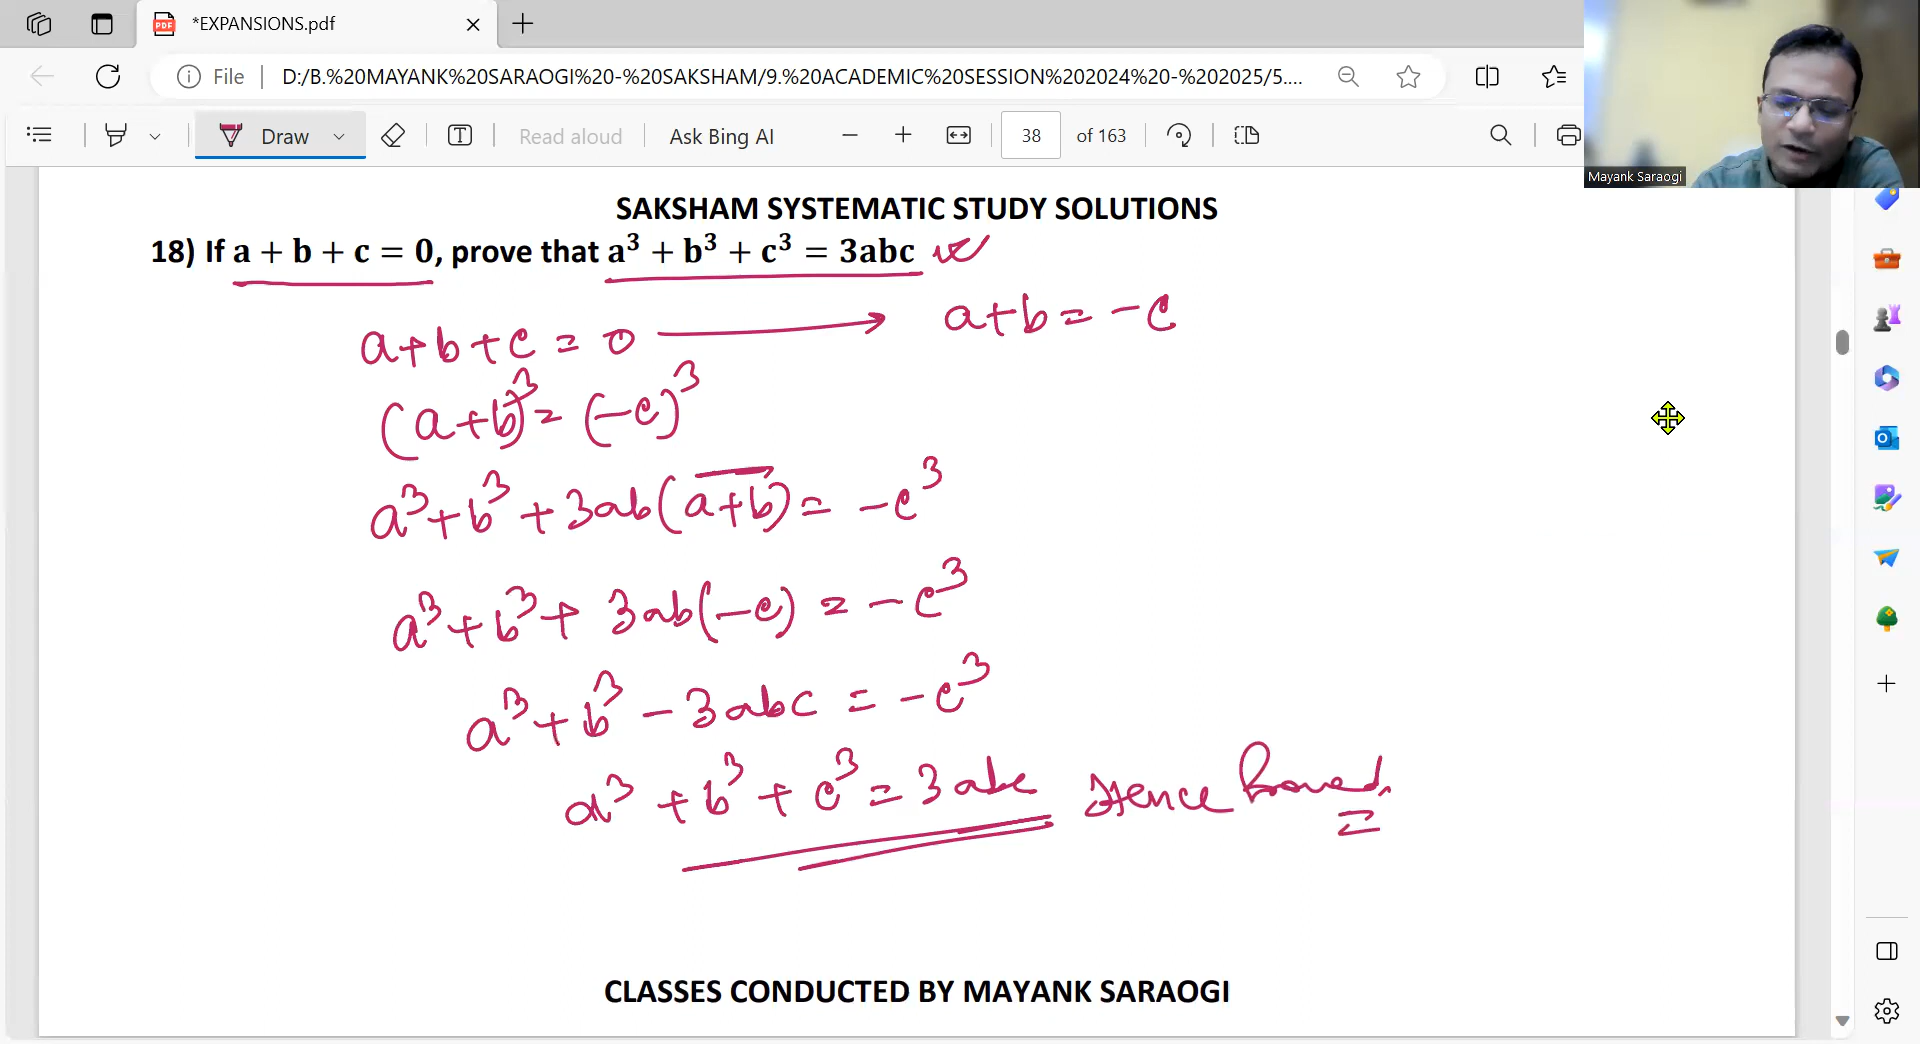 *EXPANSIONS.pdf
File D:/B.%20MAYANK%20SARAOGI%20-%20SAKSHAM/9.%20ACADEMIC%20SESSION%202024%20-%202025/5....
Draw Read aloud Ask Bing AI 38 of 163
Mayank Saraogi
SAKSHAM SYSTEMATIC STUDY SOLUTIONS
18) If a + b + c = 0, prove that a³ + b³ + c³ = 3abc
a+b+c = 0 → a+b = -c
(a+b)³ = (-c)³
a³+b³+3ab(a+b) = -c³
a³+b³+3ab(-c) = -c³
a³+b³-3abc = -c³
a³+b³+c³=3abc Hence Proved.
CLASSES CONDUCTED BY MAYANK SARAOGI